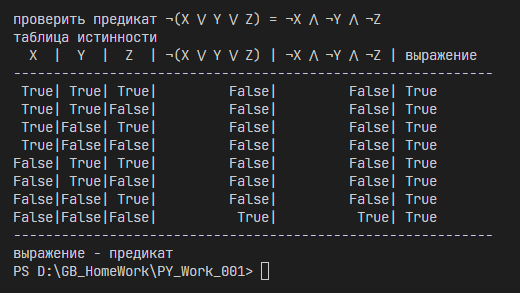 проверить предикат ¬(X ⋁ Y ⋁ Z) = ¬X ⋀ ¬Y ⋀ ¬Z
таблица истинности
X | Y | Z | ¬(X ⋁ Y ⋁ Z) | ¬X ⋀ ¬Y ⋀ ¬Z | выражение
----------------------------------------------------------
True| True| True| False| False| True
True| True|False| False| False| True
True|False| True| False| False| True
True|False|False| False| False| True
False| True| True| False| False| True
False| True|False| False| False| True
False|False| True| False| False| True
False|False|False| True| True| True
----------------------------------------------------------
выражение - предикат
PS D:\GB_HomeWork\PY_Work_001>